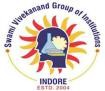 Swami Vivekanand Group of Institutions
INDORE
ESTD. 2004